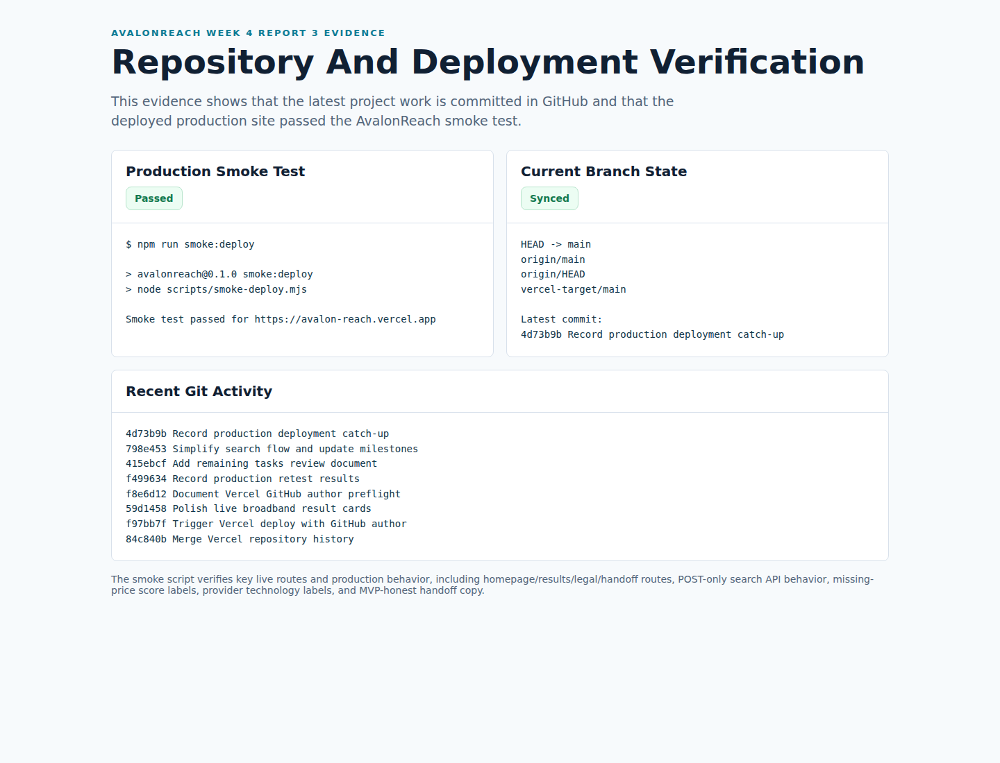 AVALONREACH WEEK 4 REPORT 3 EVIDENCE
Repository And Deployment Verification
This evidence shows that the latest project work is committed in GitHub and that the
deployed production site passed the AvalonReach smoke test.
Production Smoke Test
Passed
$ npm run smoke:deploy
> avalonreach@0.1.0 smoke:deploy
> node scripts/smoke-deploy.mjs
Smoke test passed for https://avalon-reach.vercel.app
Current Branch State
Synced
HEAD -> main
origin/main
origin/HEAD
vercel-target/main
Latest commit:
4d73b9b Record production deployment catch-up
Recent Git Activity
4d73b9b Record production deployment catch-up
798e453 Simplify search flow and update milestones
415ebcf Add remaining tasks review document
f499634 Record production retest results
f8e6d12 Document Vercel GitHub author preflight
59d1458 Polish live broadband result cards
f97bb7f Trigger Vercel deploy with GitHub author
84c840b Merge Vercel repository history
The smoke script verifies key live routes and production behavior, including homepage/results/legal/handoff routes, POST-only search API behavior, missing-
price score labels, provider technology labels, and MVP-honest handoff copy.